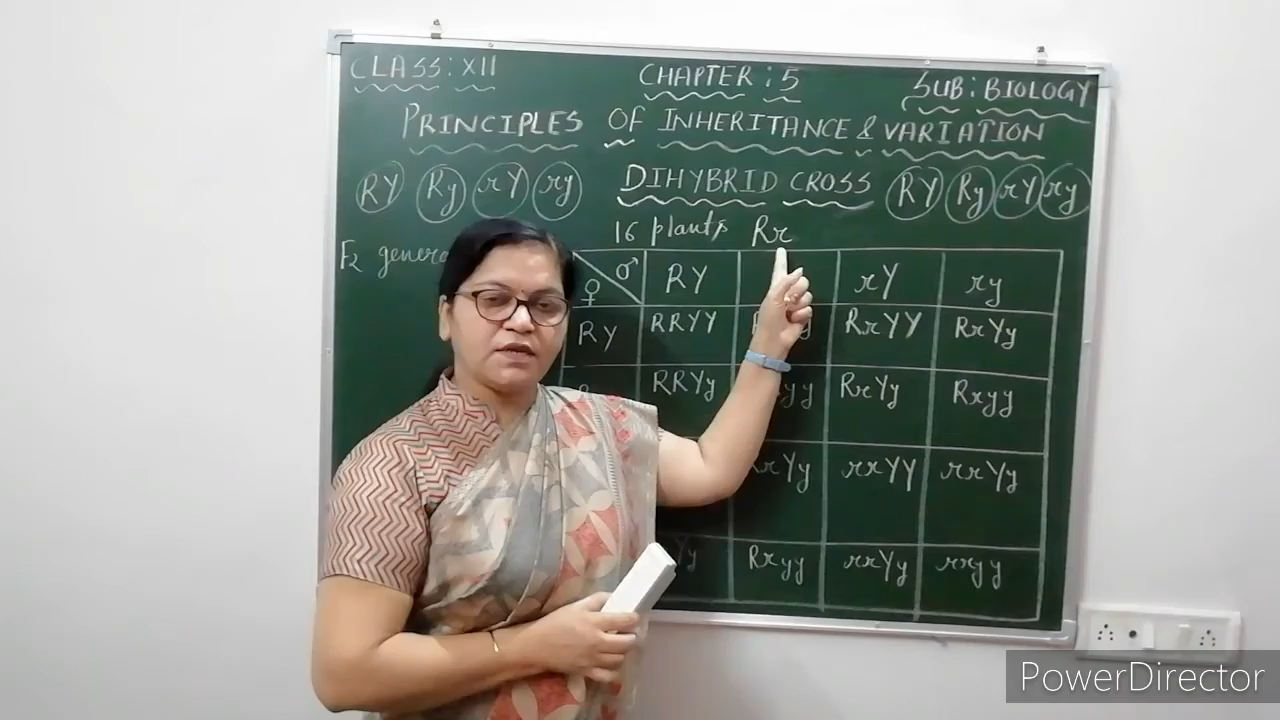 CLASS: XII CHAPTER: 5 SUB: BIOLOGY
PRINCIPLES OF INHERITANCE & VARIATION
RY Ry rY ry DIHYBRID CROSS RY Ry rY ry
16 plants Rr
F2
♀ ♂ RY rY ry
RY RRYY RrYY RrYy
RRYy RrYy Rryy
rrYY rrYy
Rryy rrYy rryy
PowerDirector